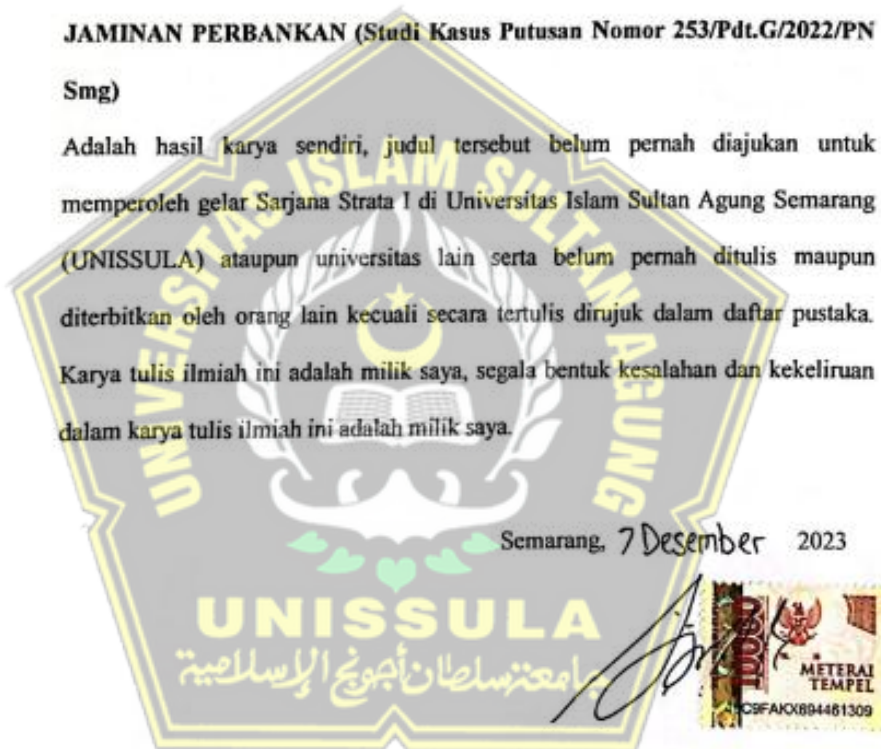 JAMINAN PERBANKAN (Studi Kasus Putusan Nomor 253/Pdt.G/2022/PN
Smg)
Adalah hasil karya sendiri, judul tersebut belum pernah diajukan untuk
memperoleh gelar Sarjana Strata I di Universitas Islam Sultan Agung Semarang
(UNISSULA) ataupun universitas lain serta belum pernah ditulis maupun
diterbitkan oleh orang lain kecuali secara tertulis dirujuk dalam daftar pustaka.
Karya tulis ilmiah ini adalah milik saya, segala bentuk kesalahan dan kekeliruan
dalam karya tulis ilmiah ini adalah milik saya.
UNIVERSITAS ISLAM SULTAN AGUNG
Semarang, 7 Desember 2023
UNISSULA
جامعتسلطان أجونج الإسلامية
10000
METERAI
TEMPEL